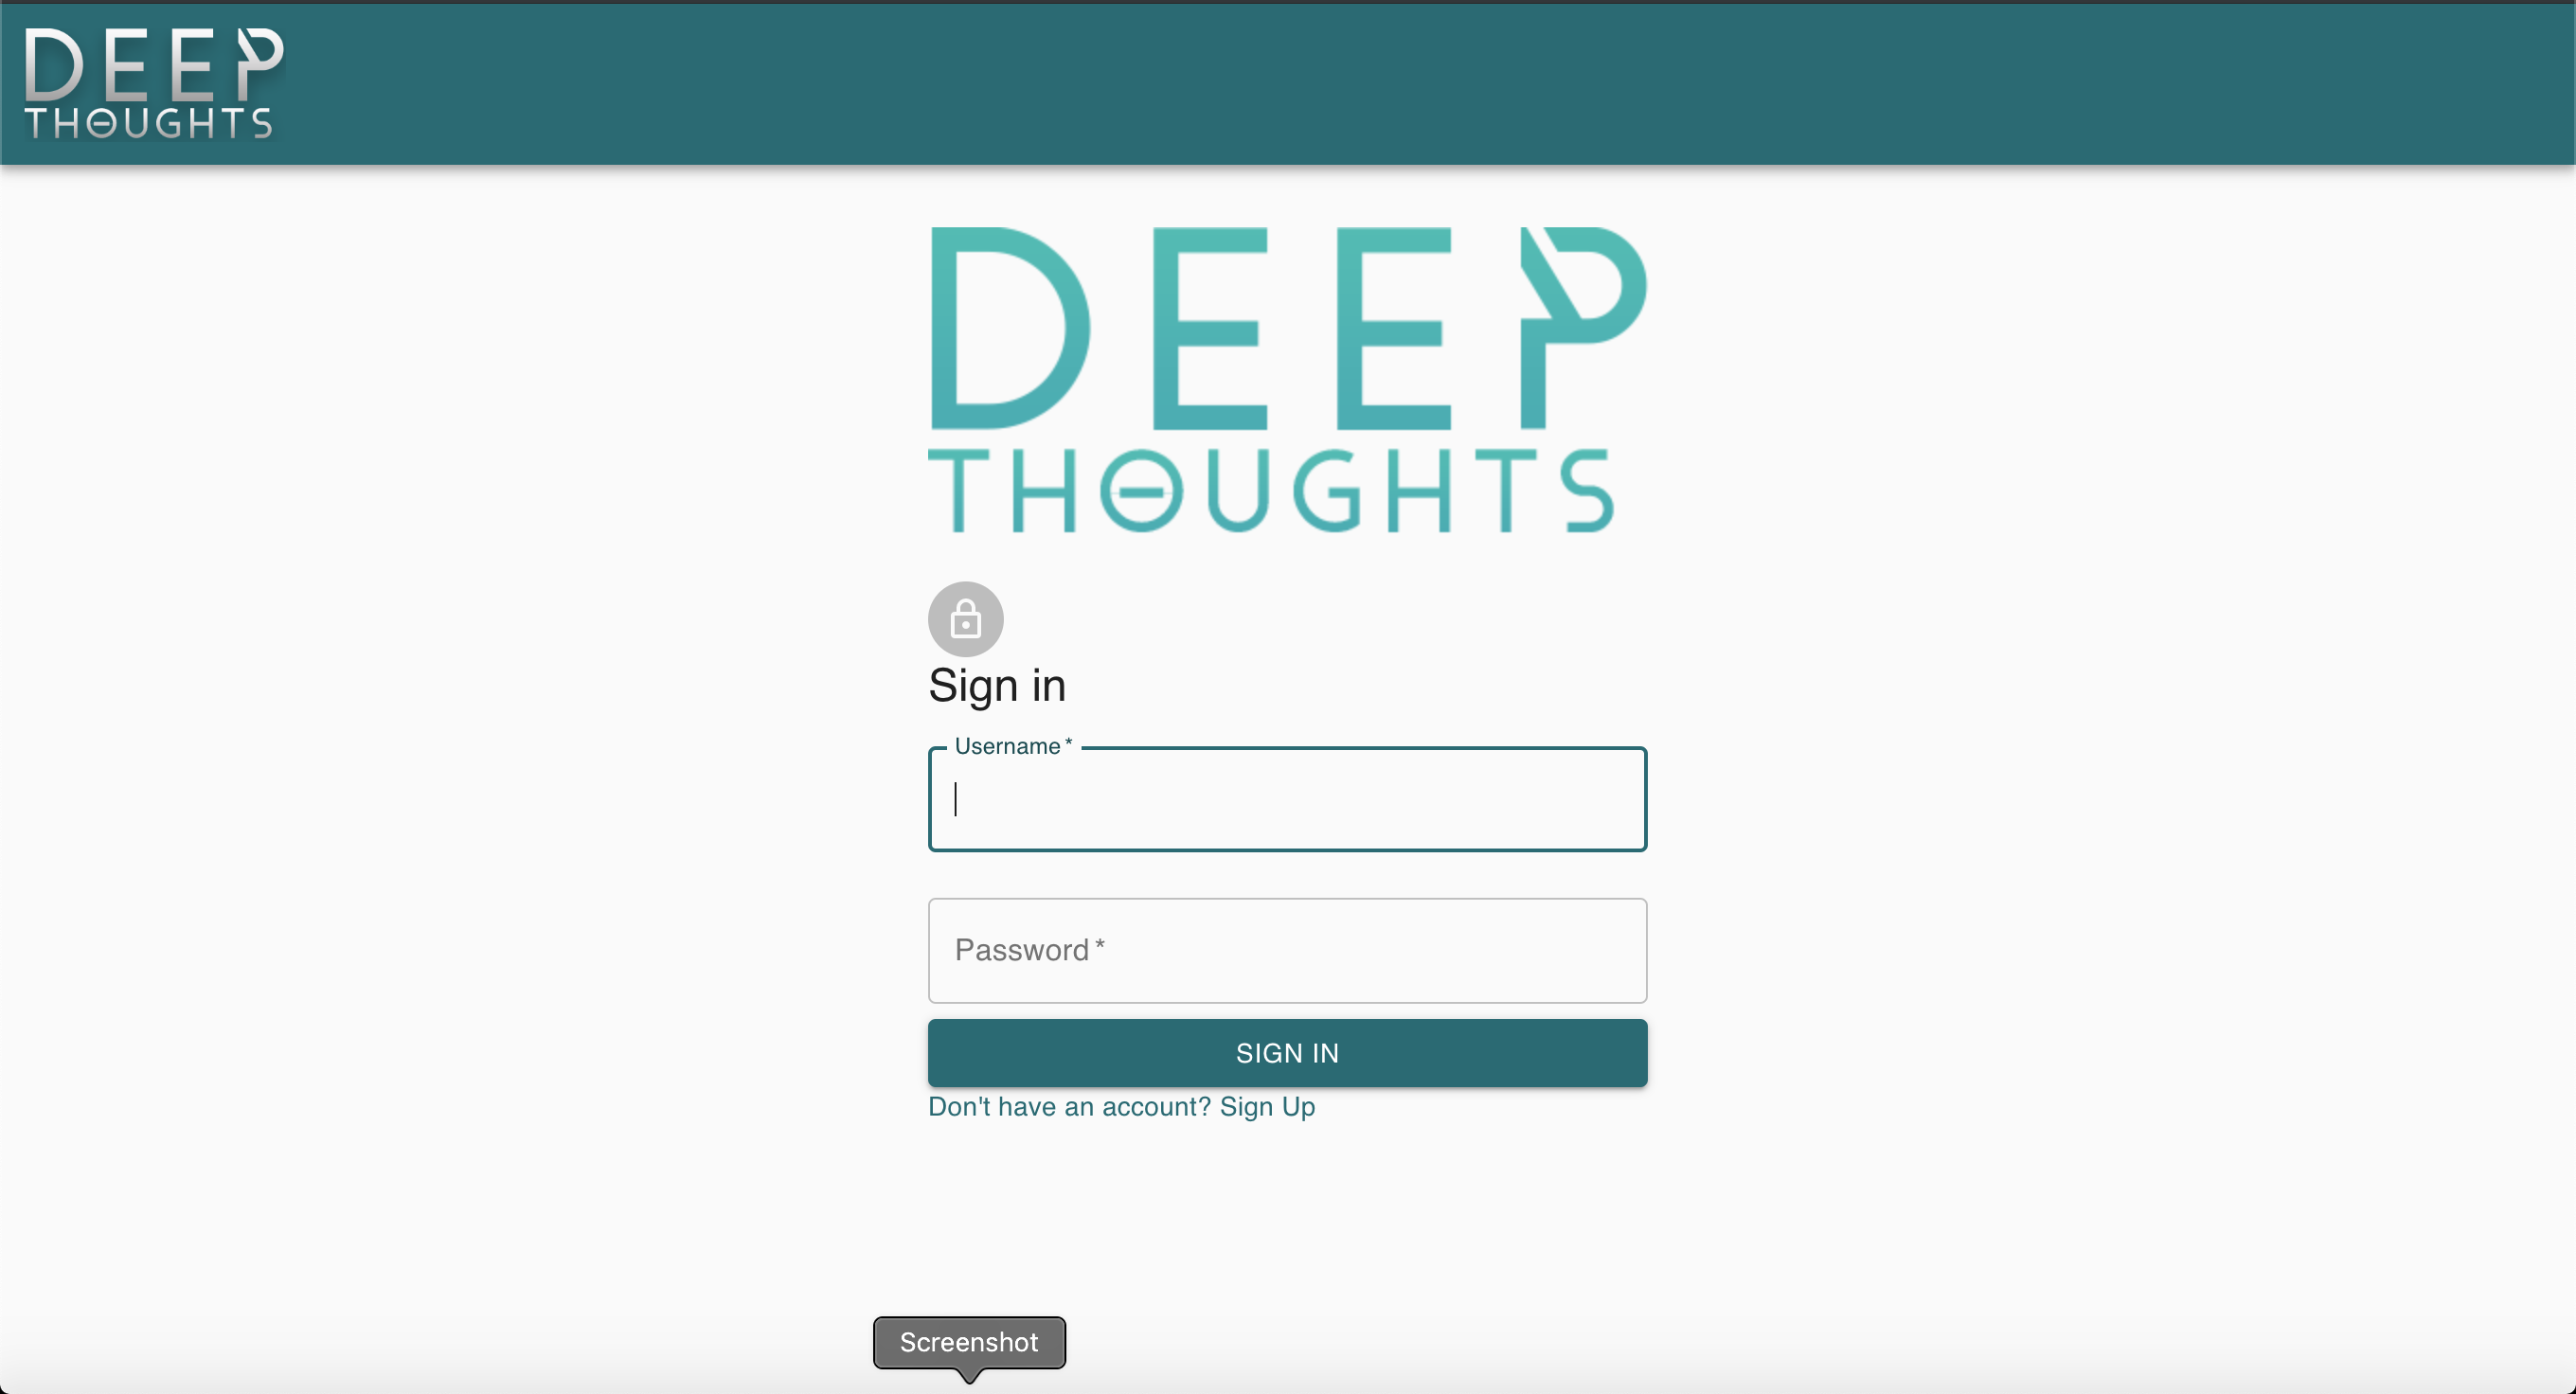 DEEP
THOUGHTS
DEEP
THOUGHTS
Sign in
Username *
Password *
SIGN IN
Don't have an account? Sign Up
Screenshot